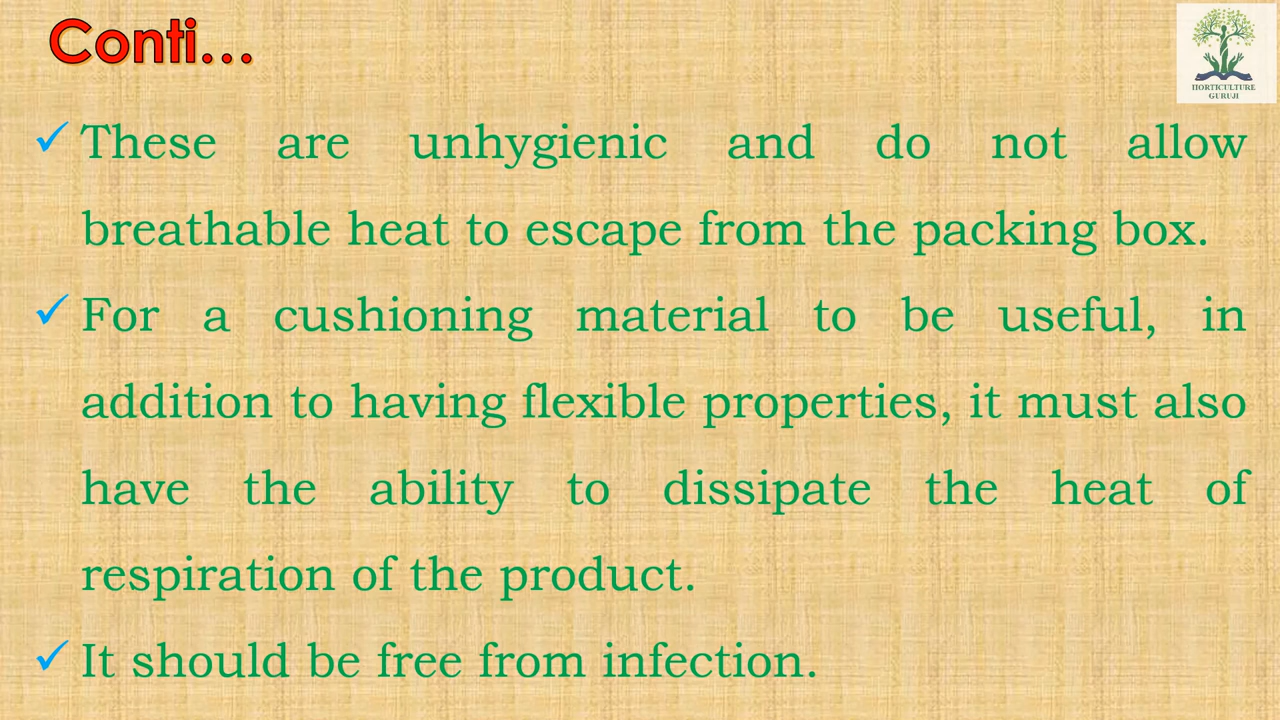 Conti...
HORTICULTURE
GURUJI
✓ These are unhygienic and do not allow
breathable heat to escape from the packing box.
✓ For a cushioning material to be useful, in
addition to having flexible properties, it must also
have the ability to dissipate the heat of
respiration of the product.
✓ It should be free from infection.